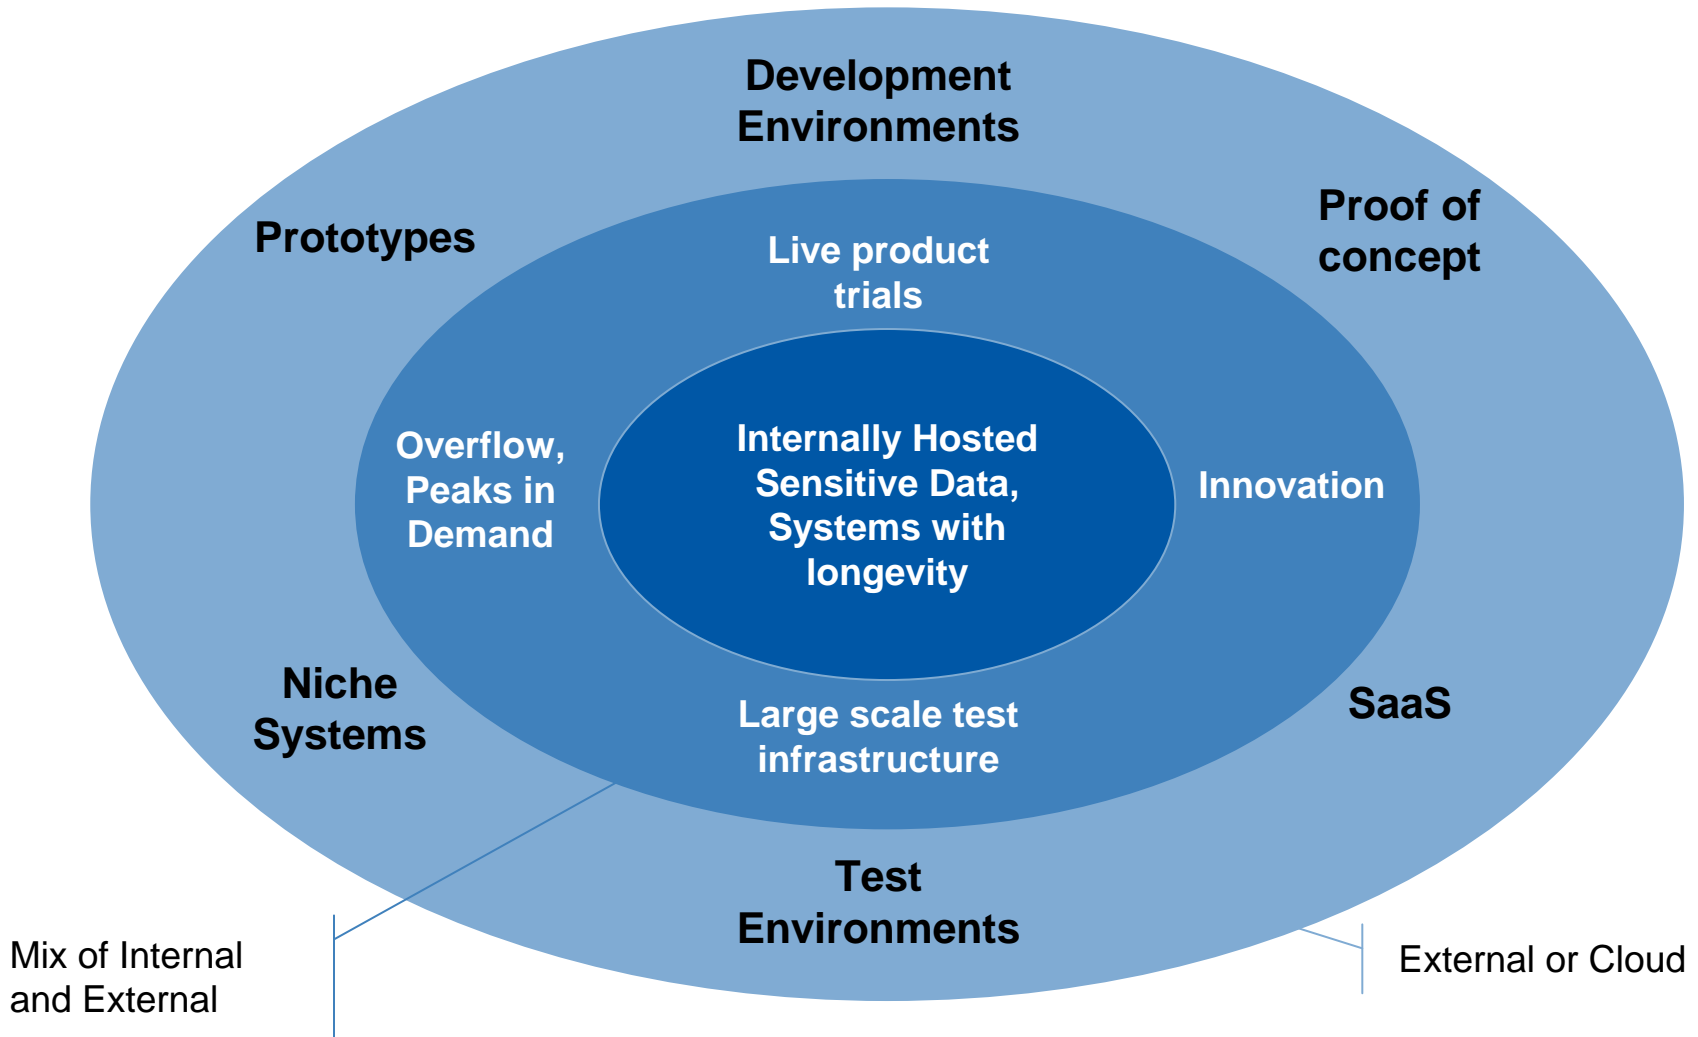 Development
Environments
Prototypes
Proof of
concept
Live product
trials
Overflow,
Peaks in
Demand
Internally Hosted
Sensitive Data,
Systems with
longevity
Innovation
Niche
Systems
Large scale test
infrastructure
SaaS
Test
Environments
Mix of Internal
and External
External or Cloud